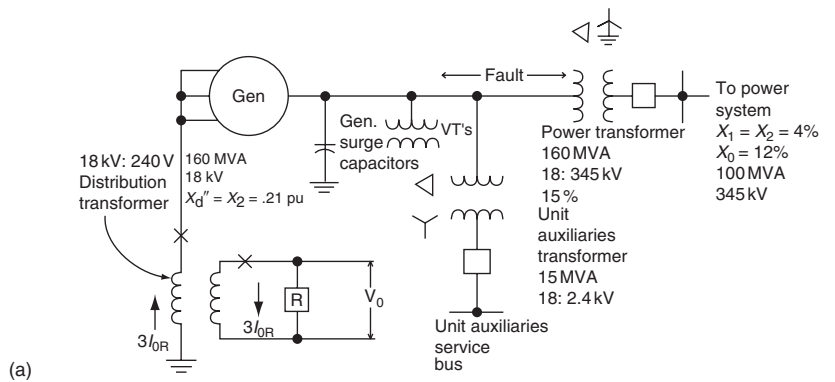 Fault
Gen
Gen.
surge
capacitors
VT's
To power
system
X₁ = X₂ = 4%
X₀ = 12%
100 MVA
345 kV
Power transformer
160 MVA
18: 345 kV
15 %
Unit
auxiliaries
transformer
15 MVA
18: 2.4 kV
18 kV: 240 V
Distribution
transformer
160 MVA
18 kV
X″d = X₂ = .21 pu
3I₀R
3I₀R
R
V₀
Unit auxiliaries
service
bus
(a)